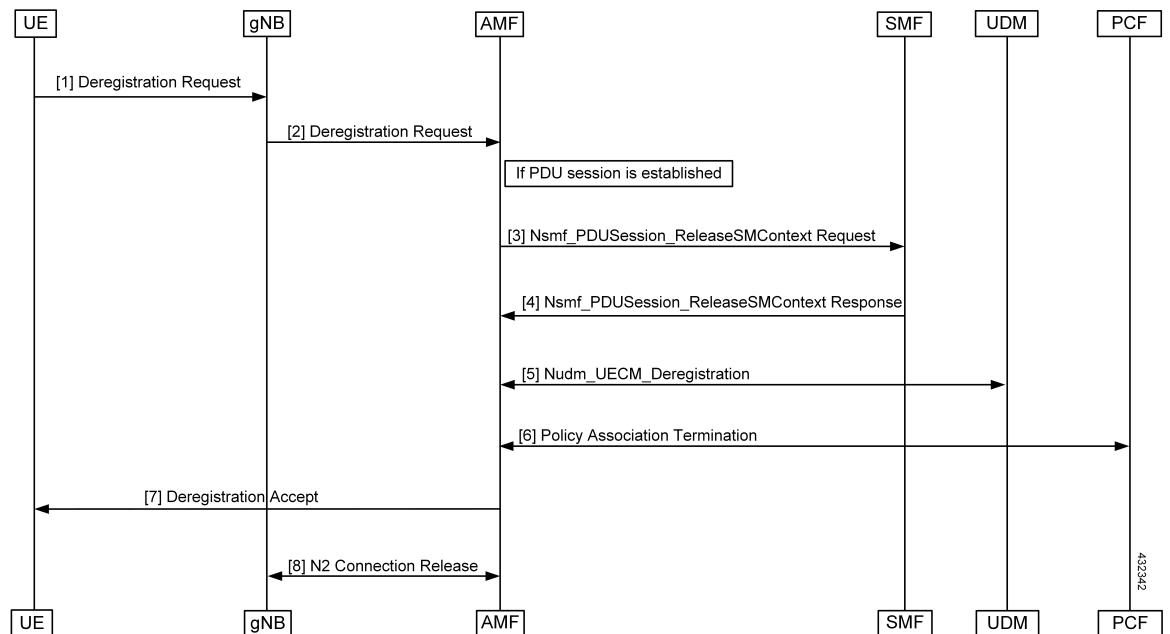 UE gNB AMF SMF UDM PCF
[1] Deregistration Request
[2] Deregistration Request
If PDU session is established
[3] Nsmf_PDUSession_ReleaseSMContext Request
[4] Nsmf_PDUSession_ReleaseSMContext Response
[5] Nudm_UECM_Deregistration
[6] Policy Association Termination
[7] Deregistration Accept
[8] N2 Connection Release
432342
UE gNB AMF SMF UDM PCF